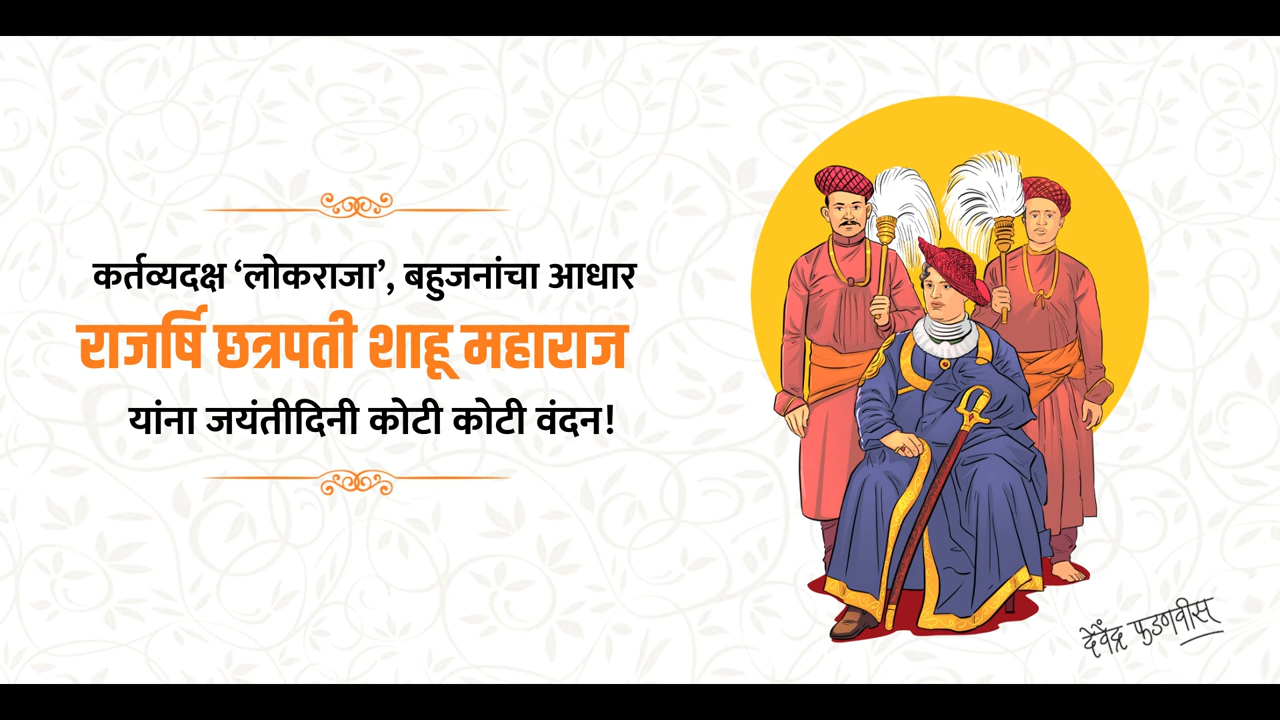 कर्तव्यदक्ष ‘लोकराजा’, बहुजनांचा आधार
राजर्षि छत्रपती शाहू महाराज
यांना जयंतीदिनी कोटी कोटी वंदन!
देवेंद्र फडणवीस